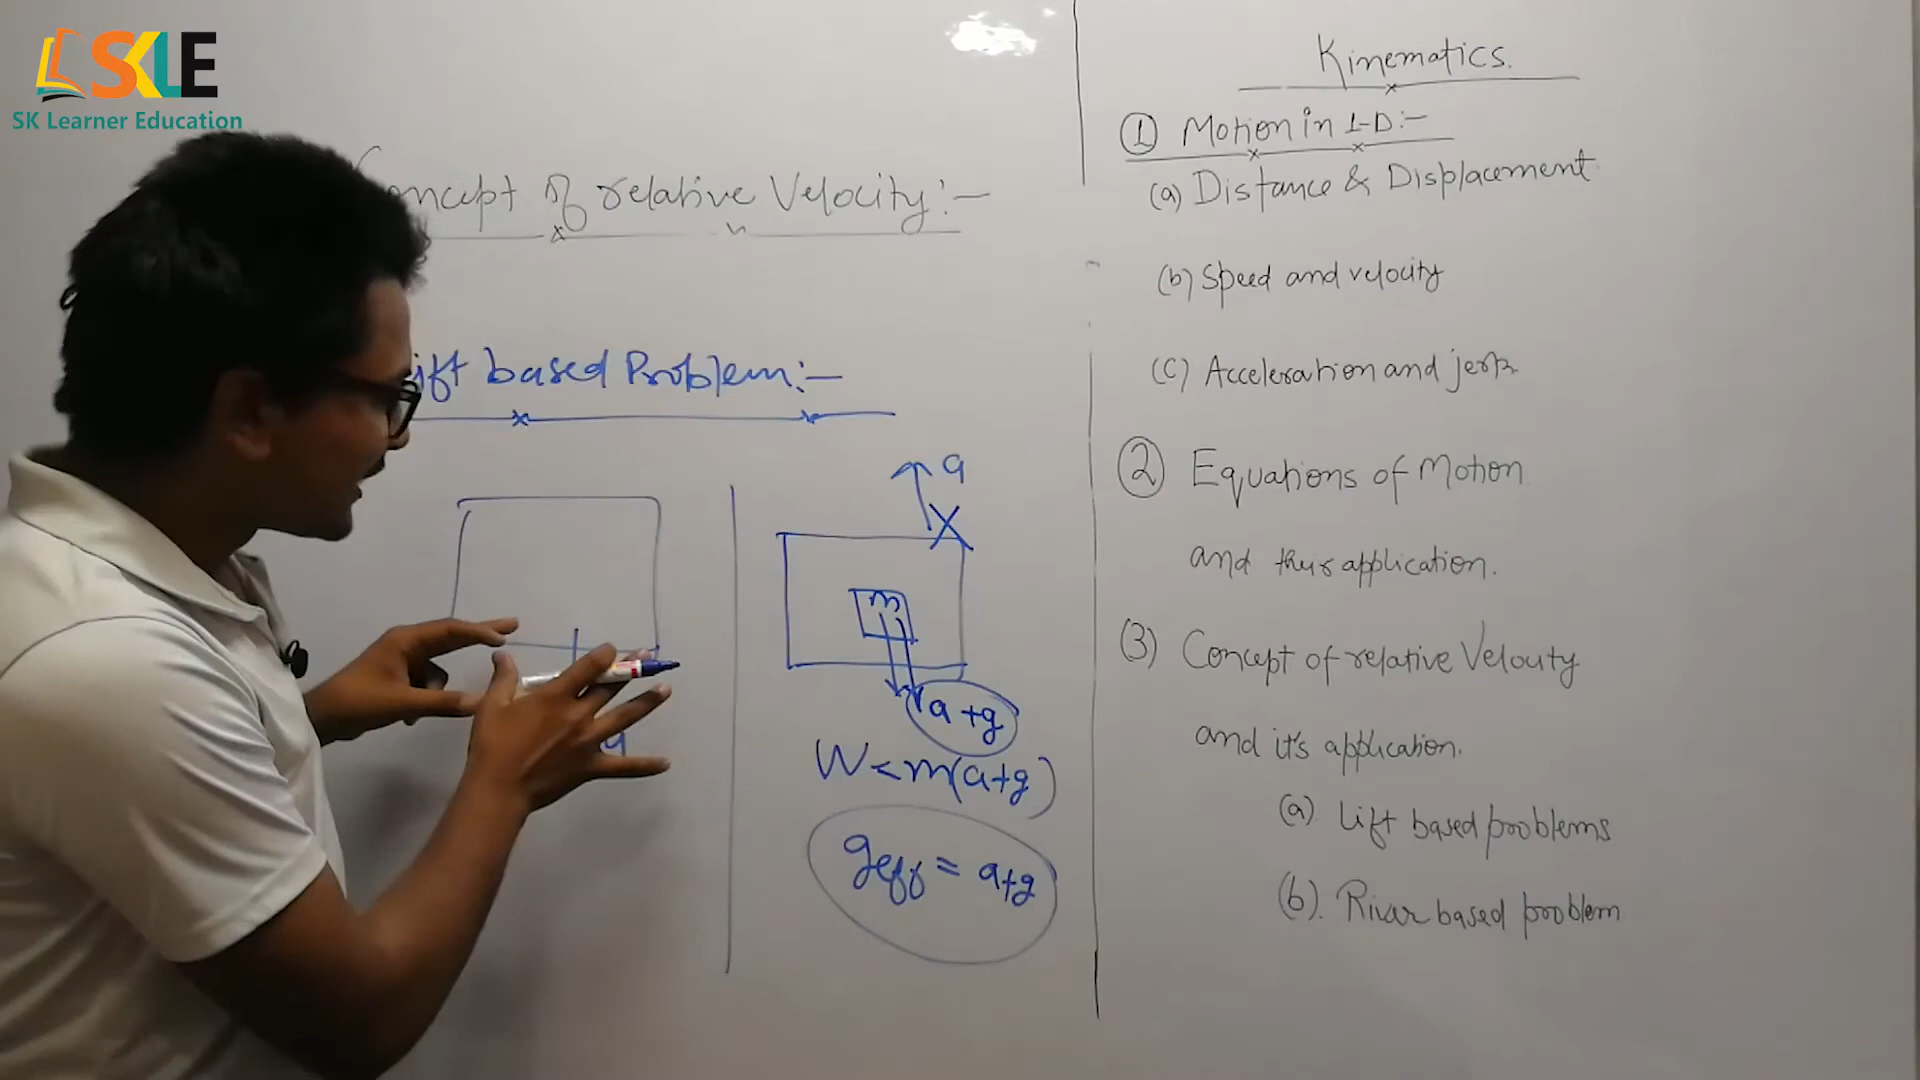 SKLE
SK Learner Education
Concept of relative Velocity:-
Lift based Problem:-
a
m
a+g
W=m(a+g)
geff = a+g
a
Kinematics.
① Motion in 1-D:-
(a) Distance & Displacement
(b) Speed and velocity
(c) Acceleration and jerk
② Equations of Motion
and their application.
(3) Concept of relative Velocity
and it's application.
(a) Lift based problems
(b). River based problem